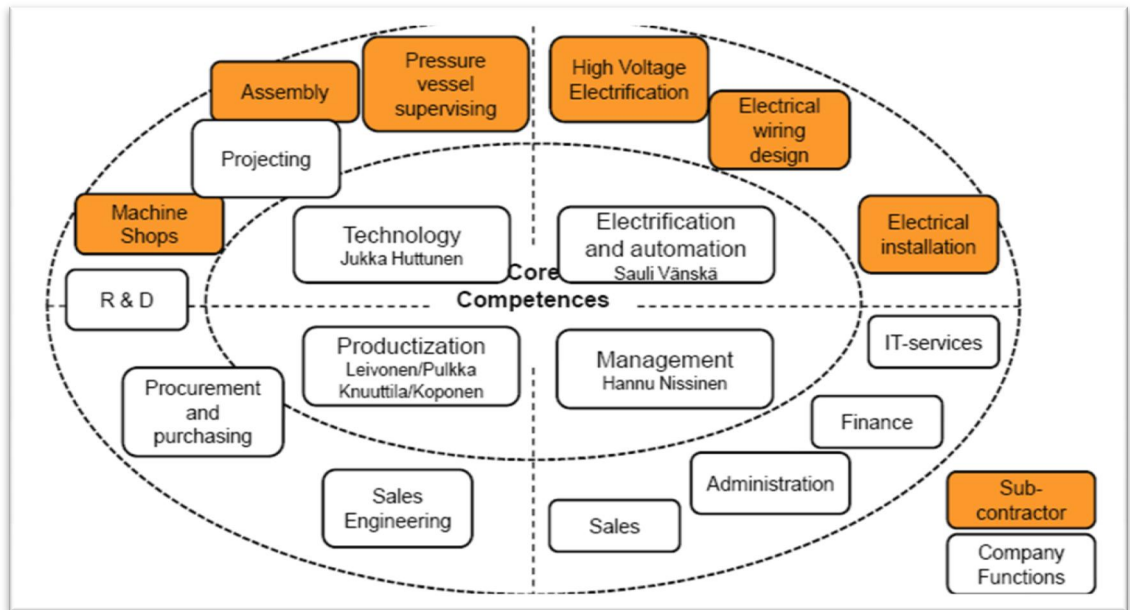 Pressure
vessel
supervising
High Voltage
Electrification
Assembly
Electrical
wiring
design
Projecting
Machine
Shops
Technology
Jukka Huttunen
Electrification
and automation
Sauli Vänskä
Electrical
installation
Core
Competences
R & D
Productization
Leivonen/Pulkka
Knuuttila/Koponen
Management
Hannu Nissinen
IT-services
Procurement
and
purchasing
Finance
Sales
Engineering
Administration
Sales
Sub-
contractor
Company
Functions